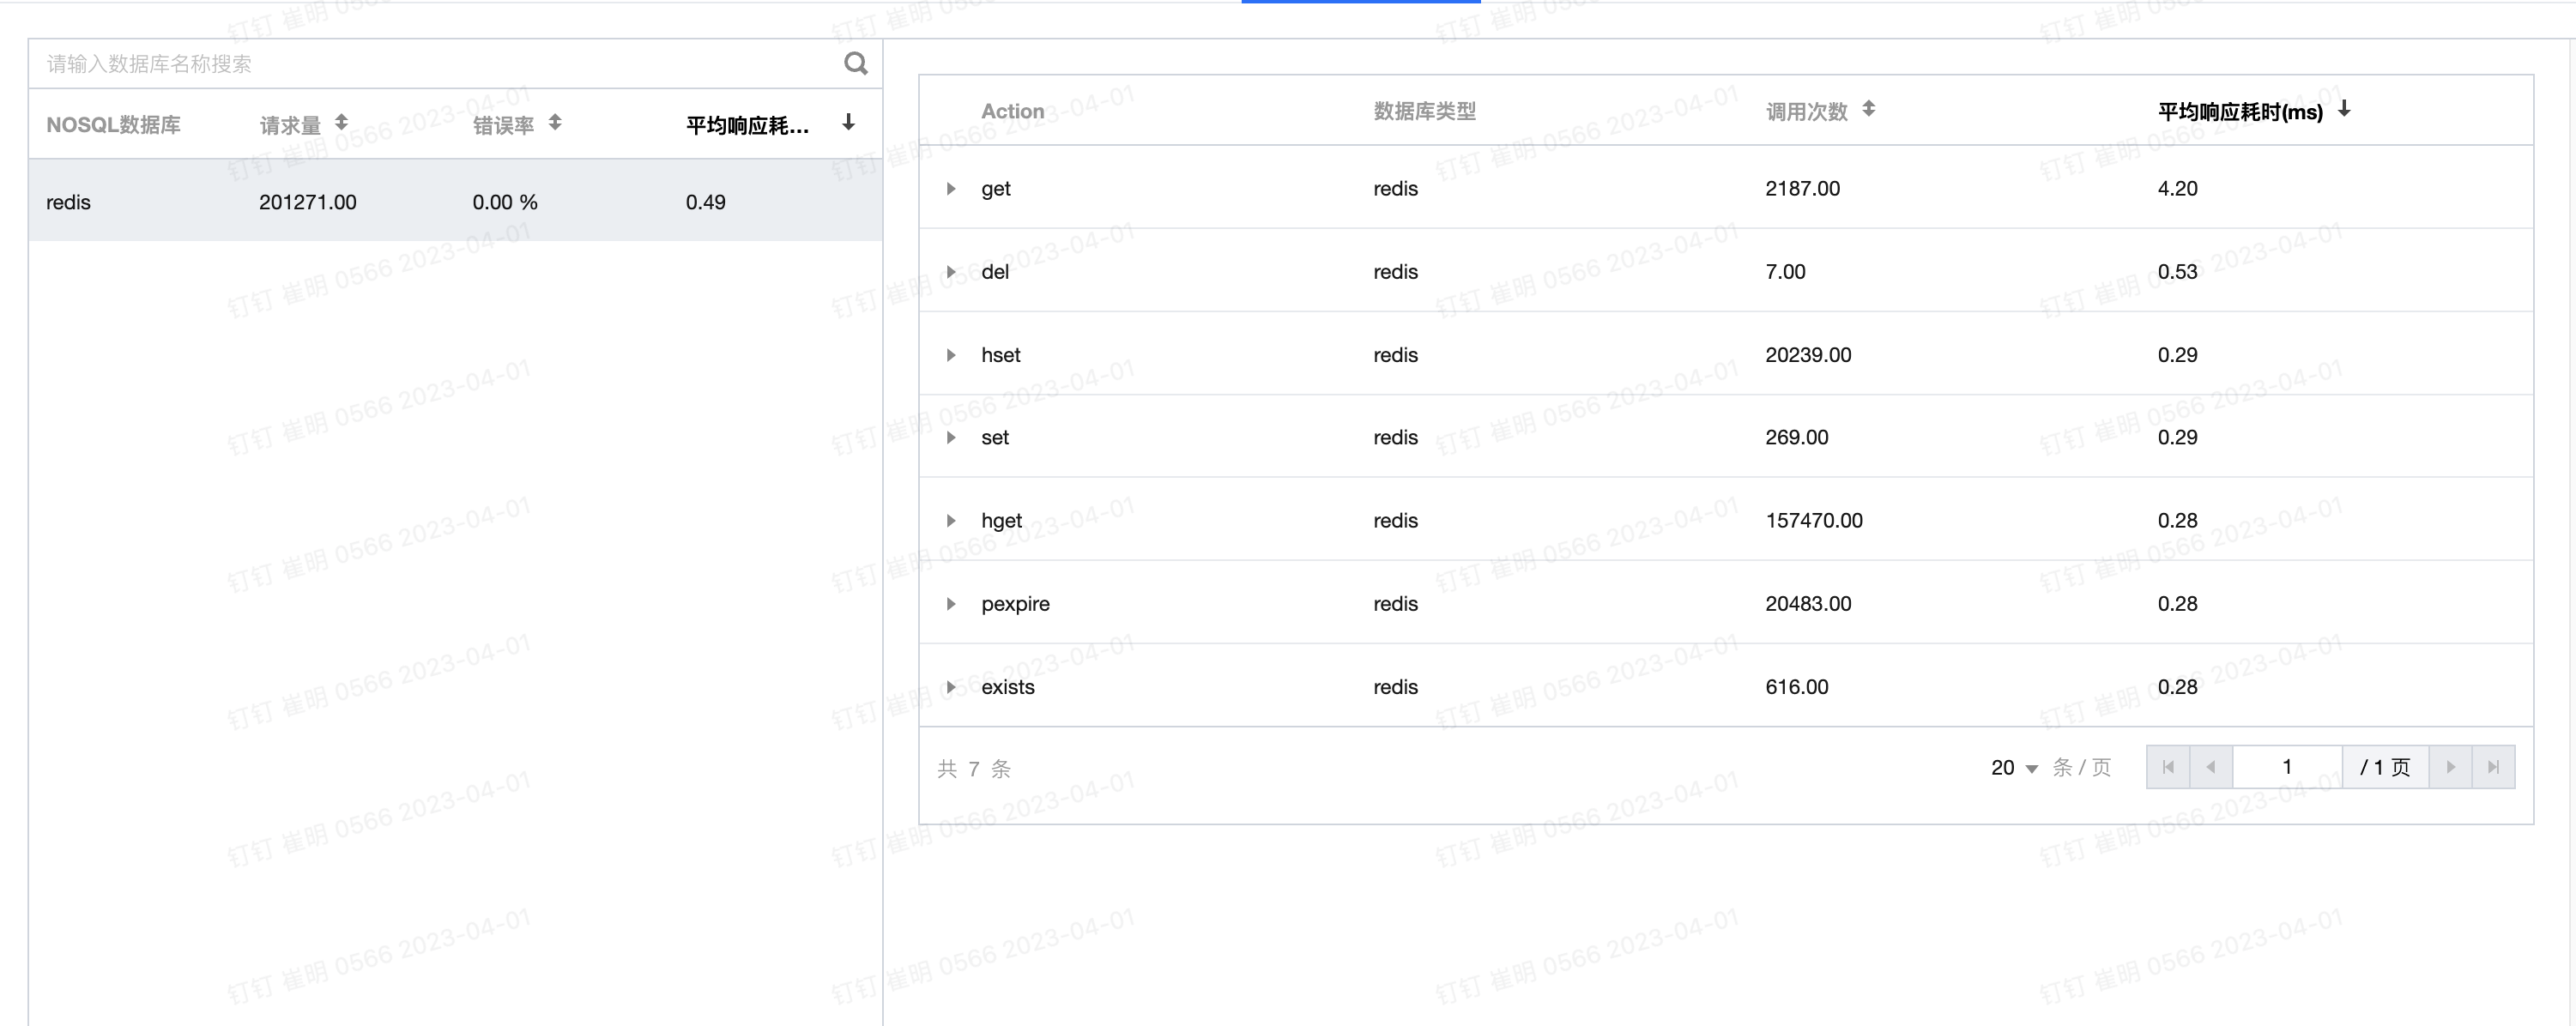 请输入数据库名称搜索
NOSQL数据库 请求量 错误率 平均响应耗...
redis 201271.00 0.00 % 0.49
Action 数据库类型 调用次数 平均响应耗时(ms)
get redis 2187.00 4.20
del redis 7.00 0.53
hset redis 20239.00 0.29
set redis 269.00 0.29
hget redis 157470.00 0.28
pexpire redis 20483.00 0.28
exists redis 616.00 0.28
共 7 条 20 条 / 页 1 / 1 页
钉钉 崔明 0566 2023-04-01